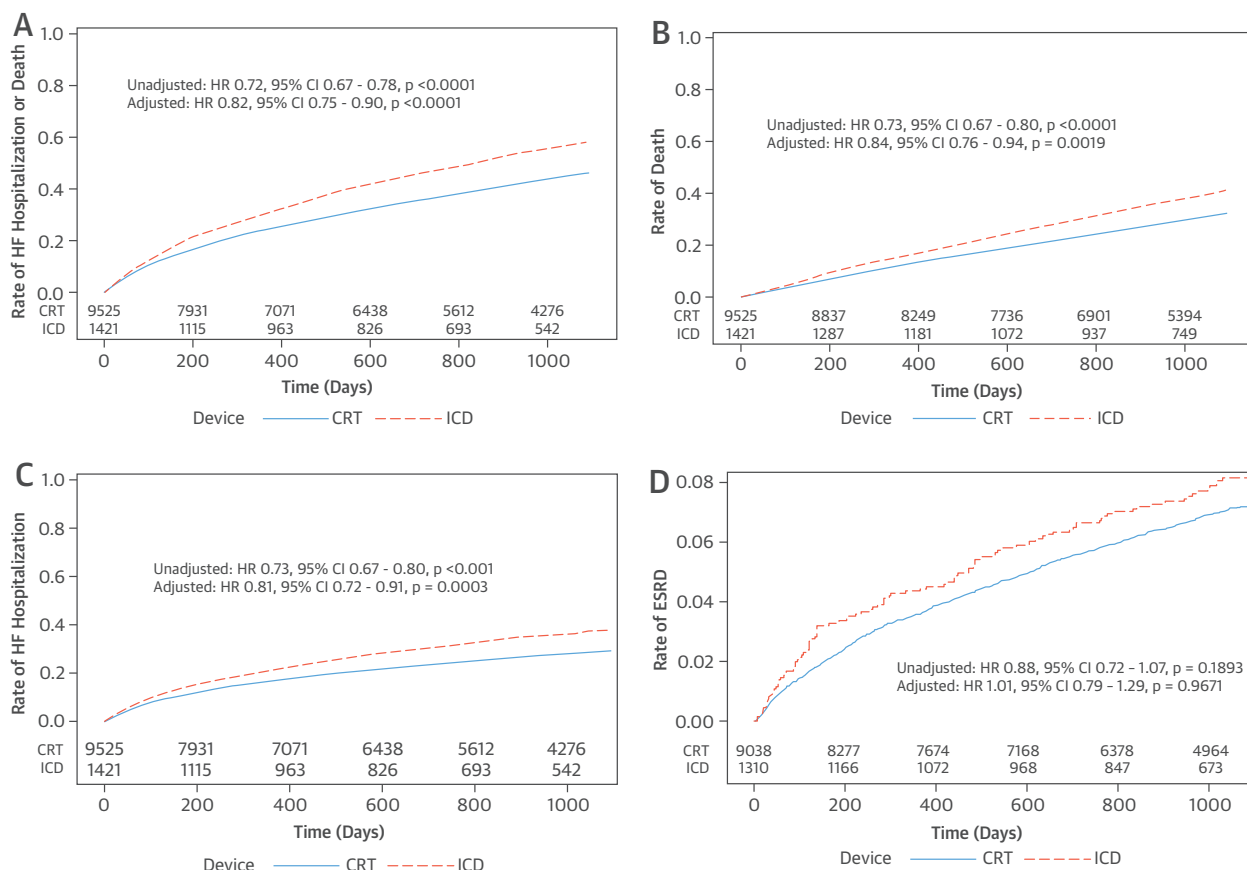 A
Rate of HF Hospitalization or Death
1.0
0.8
0.6
0.4
0.2
0.0
Unadjusted: HR 0.72, 95% CI 0.67 - 0.78, p <0.0001
Adjusted: HR 0.82, 95% CI 0.75 - 0.90, p <0.0001
CRT 9525 7931 7071 6438 5612 4276
ICD 1421 1115 963 826 693 542
0 200 400 600 800 1000
Time (Days)
Device CRT ICD
B
Rate of Death
1.0
0.8
0.6
0.4
0.2
0.0
Unadjusted: HR 0.73, 95% CI 0.67 - 0.80, p <0.0001
Adjusted: HR 0.84, 95% CI 0.76 - 0.94, p = 0.0019
CRT 9525 8837 8249 7736 6901 5394
ICD 1421 1287 1181 1072 937 749
0 200 400 600 800 1000
Time (Days)
Device CRT ICD
C
Rate of HF Hospitalization
1.0
0.8
0.6
0.4
0.2
0.0
Unadjusted: HR 0.73, 95% CI 0.67 - 0.80, p <0.001
Adjusted: HR 0.81, 95% CI 0.72 - 0.91, p = 0.0003
CRT 9525 7931 7071 6438 5612 4276
ICD 1421 1115 963 826 693 542
0 200 400 600 800 1000
Time (Days)
Device CRT ICD
D
Rate of ESRD
0.08
0.06
0.04
0.02
0.00
Unadjusted: HR 0.88, 95% CI 0.72 - 1.07, p = 0.1893
Adjusted: HR 1.01, 95% CI 0.79 - 1.29, p = 0.9671
CRT 9038 8277 7674 7168 6378 4964
ICD 1310 1166 1072 968 847 673
0 200 400 600 800 1000
Time (Days)
Device CRT ICD